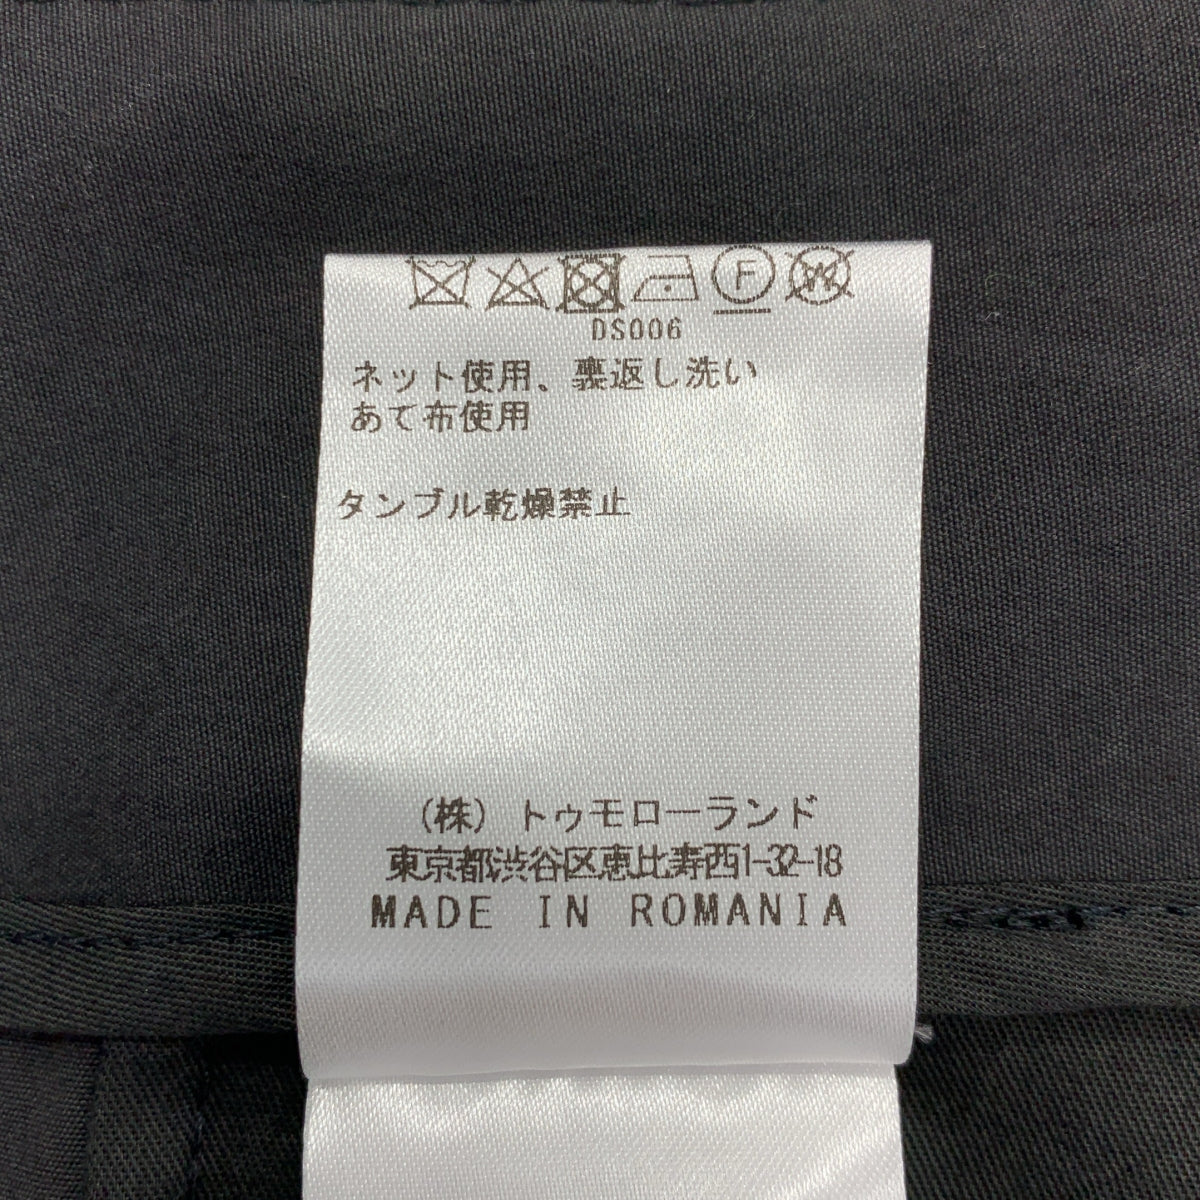 F W
DS006
ネット使用、裏返し洗い
あて布使用
タンブル乾燥禁止
(株) トゥモローランド
東京都渋谷区恵比寿西1-32-18
MADE IN ROMANIA